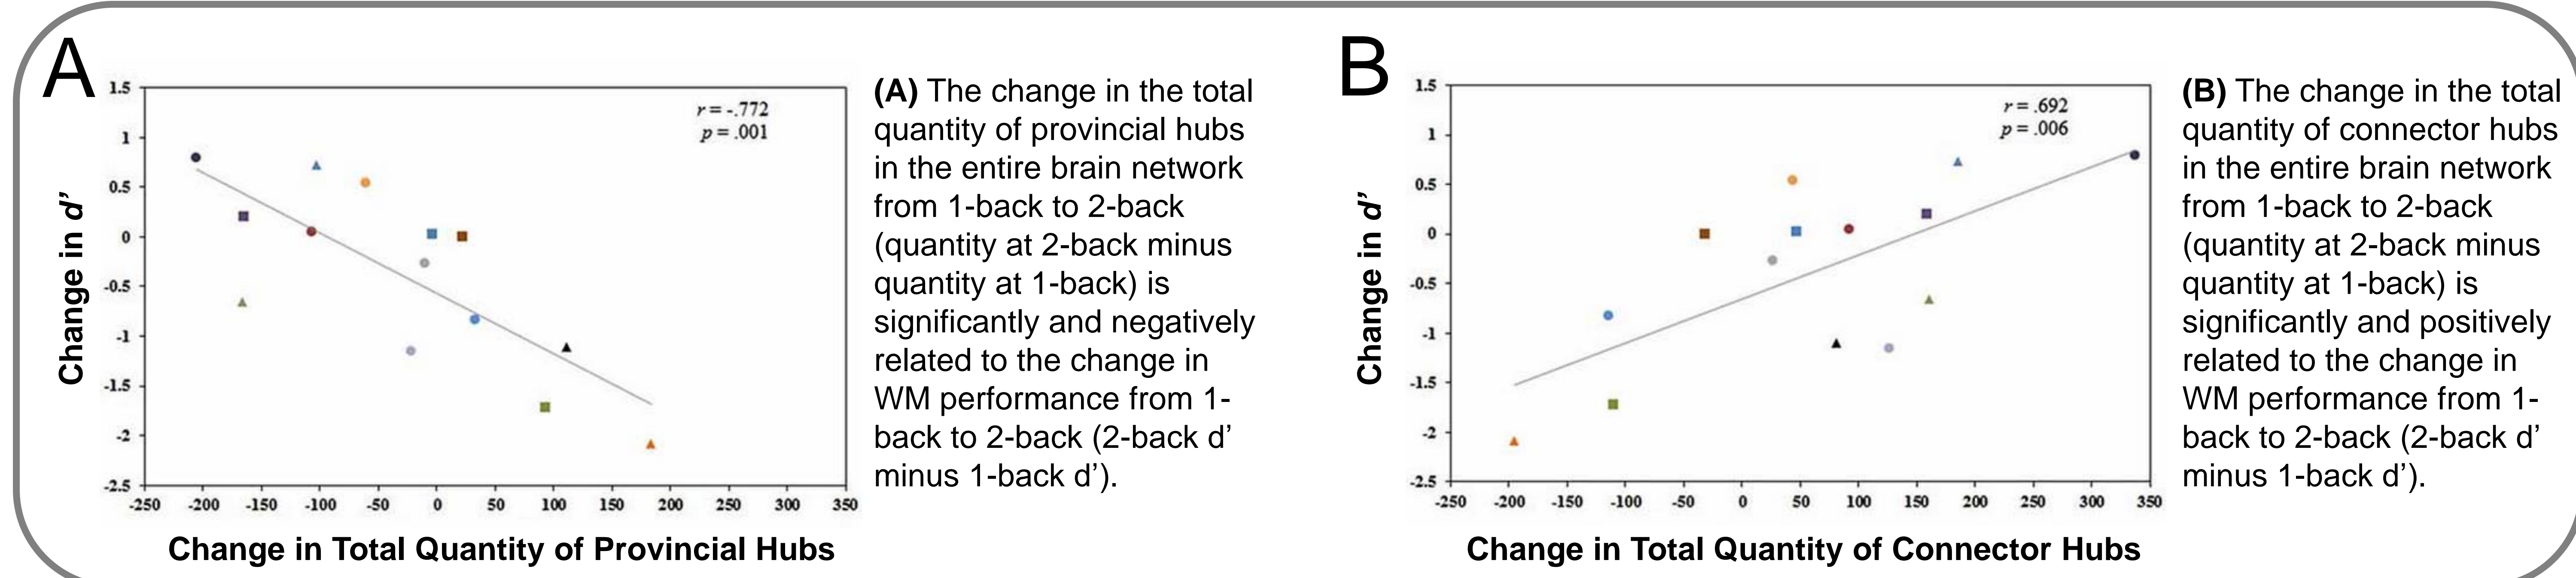 A
1.5
1
0.5
0
-0.5
-1
-1.5
-2
-2.5
r = -.772
p = .001
-250 -200 -150 -100 -50 0 50 100 150 200 250 300 350
Change in d’
Change in Total Quantity of Provincial Hubs
(A) The change in the total
quantity of provincial hubs
in the entire brain network
from 1-back to 2-back
(quantity at 2-back minus
quantity at 1-back) is
significantly and negatively
related to the change in
WM performance from 1-
back to 2-back (2-back d’
minus 1-back d’).
B
1.5
1
0.5
0
-0.5
-1
-1.5
-2
-2.5
r = .692
p = .006
-250 -200 -150 -100 -50 0 50 100 150 200 250 300 350
Change in d’
Change in Total Quantity of Connector Hubs
(B) The change in the total
quantity of connector hubs
in the entire brain network
from 1-back to 2-back
(quantity at 2-back minus
quantity at 1-back) is
significantly and positively
related to the change in
WM performance from 1-
back to 2-back (2-back d’
minus 1-back d’).